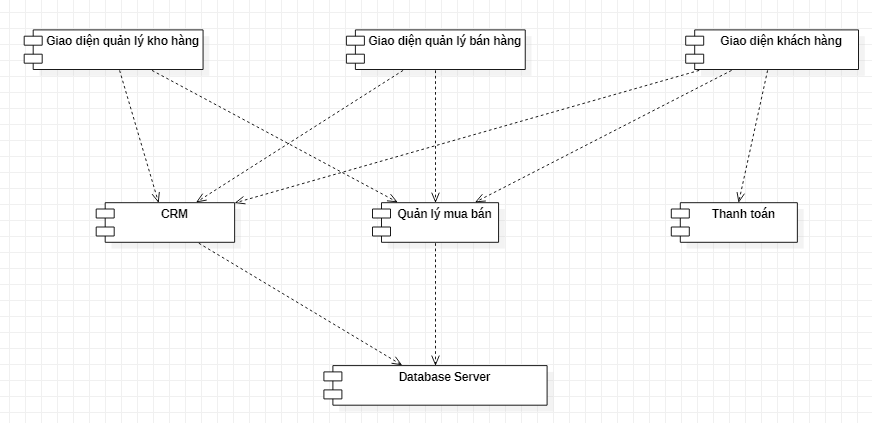 Giao diện quản lý kho hàng
Giao diện quản lý bán hàng
Giao diện khách hàng
CRM
Quản lý mua bán
Thanh toán
Database Server